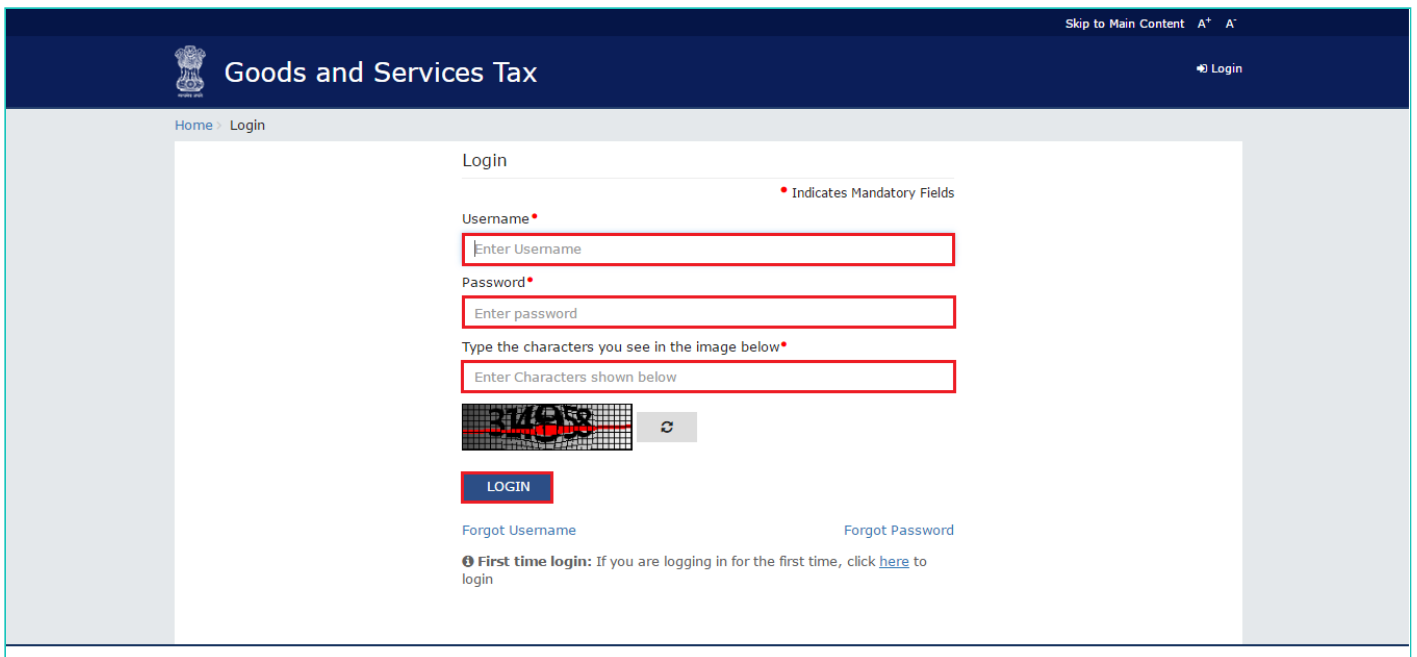 Skip to Main Content A+ A-
Goods and Services Tax
Login
Home > Login
Login
• Indicates Mandatory Fields
Username•
Enter Username
Password•
Enter password
Type the characters you see in the image below•
Enter Characters shown below
LOGIN
Forgot Username Forgot Password
First time login: If you are logging in for the first time, click here to
login